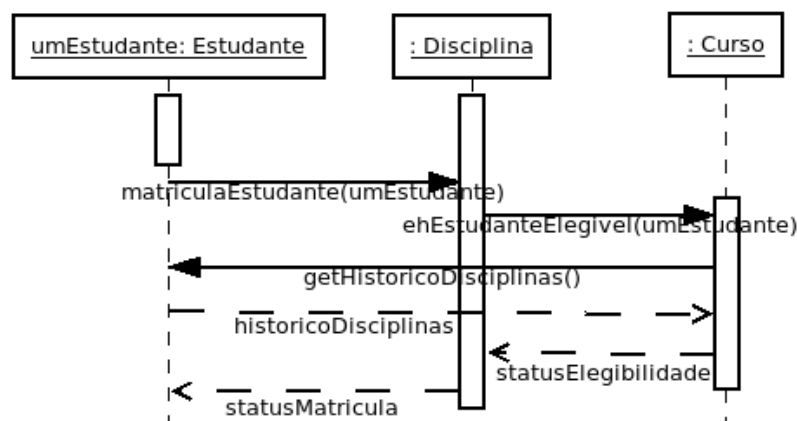 umEstudante: Estudante
: Disciplina
: Curso
matriculaEstudante(umEstudante)
ehEstudanteElegivel(umEstudante)
getHistoricoDisciplinas()
historicoDisciplinas
statusElegibilidade
statusMatricula